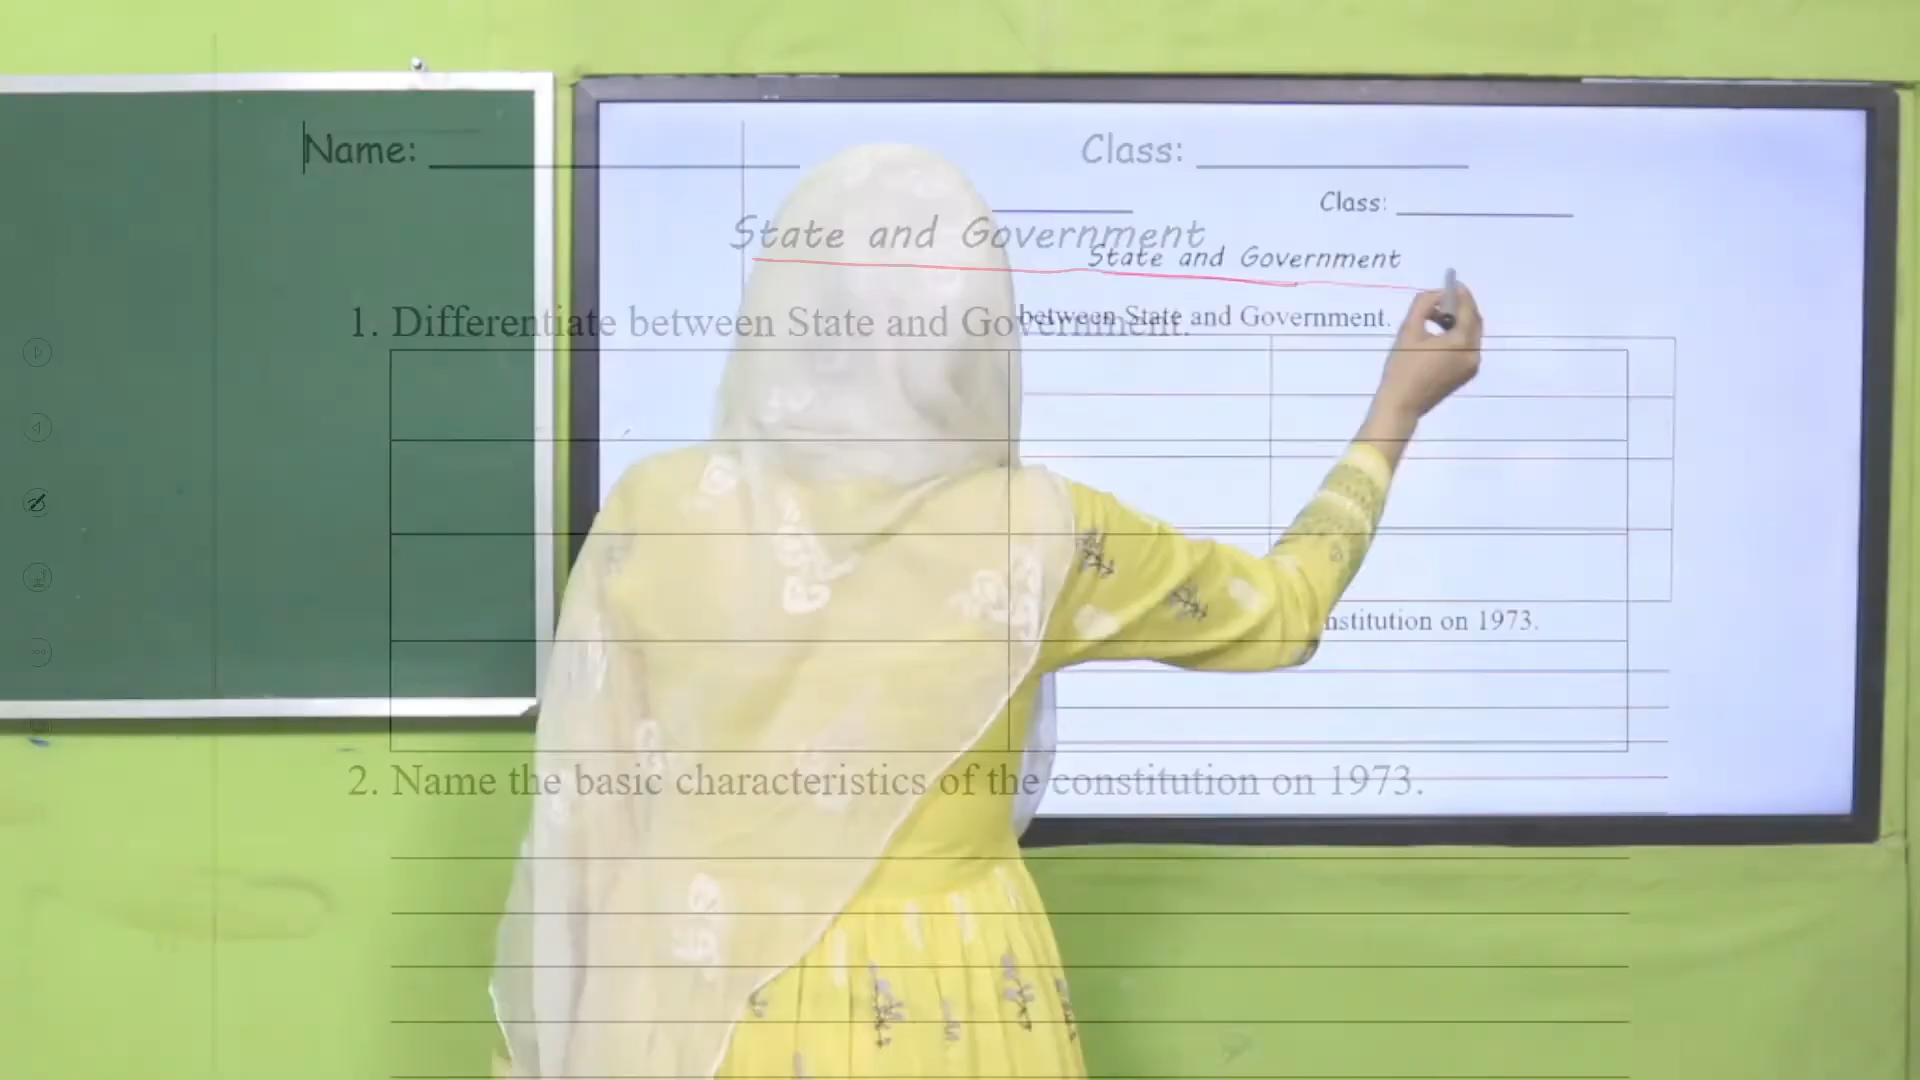 Name:
Class:
Class:
State and Government
State and Government
1. Differentiate between State and Government.
between State and Government.
nstitution on 1973.
2. Name the basic characteristics of the constitution on 1973.